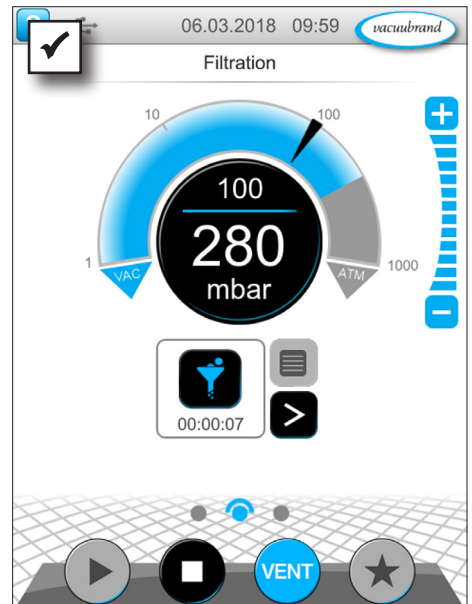 06.03.2018 09:59 vacuubrand
Filtration
10
100
100
280
mbar
1
VAC
ATM
1000
00:00:07
VENT